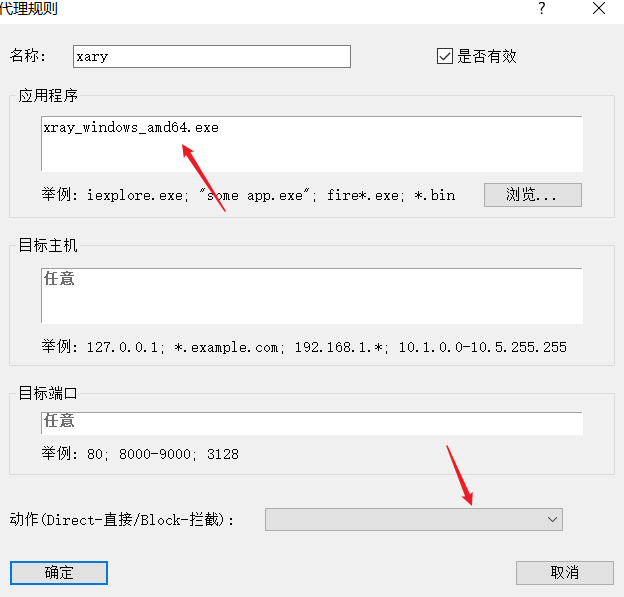 代理规则
名称: xary 是否有效
应用程序
xray_windows_amd64.exe
举例: iexplore.exe; "some app.exe"; fire*.exe; *.bin 浏览...
目标主机
任意
举例: 127.0.0.1; *.example.com; 192.168.1.*; 10.1.0.0-10.5.255.255
目标端口
任意
举例: 80; 8000-9000; 3128
动作(Direct-直接/Block-拦截):
确定 取消